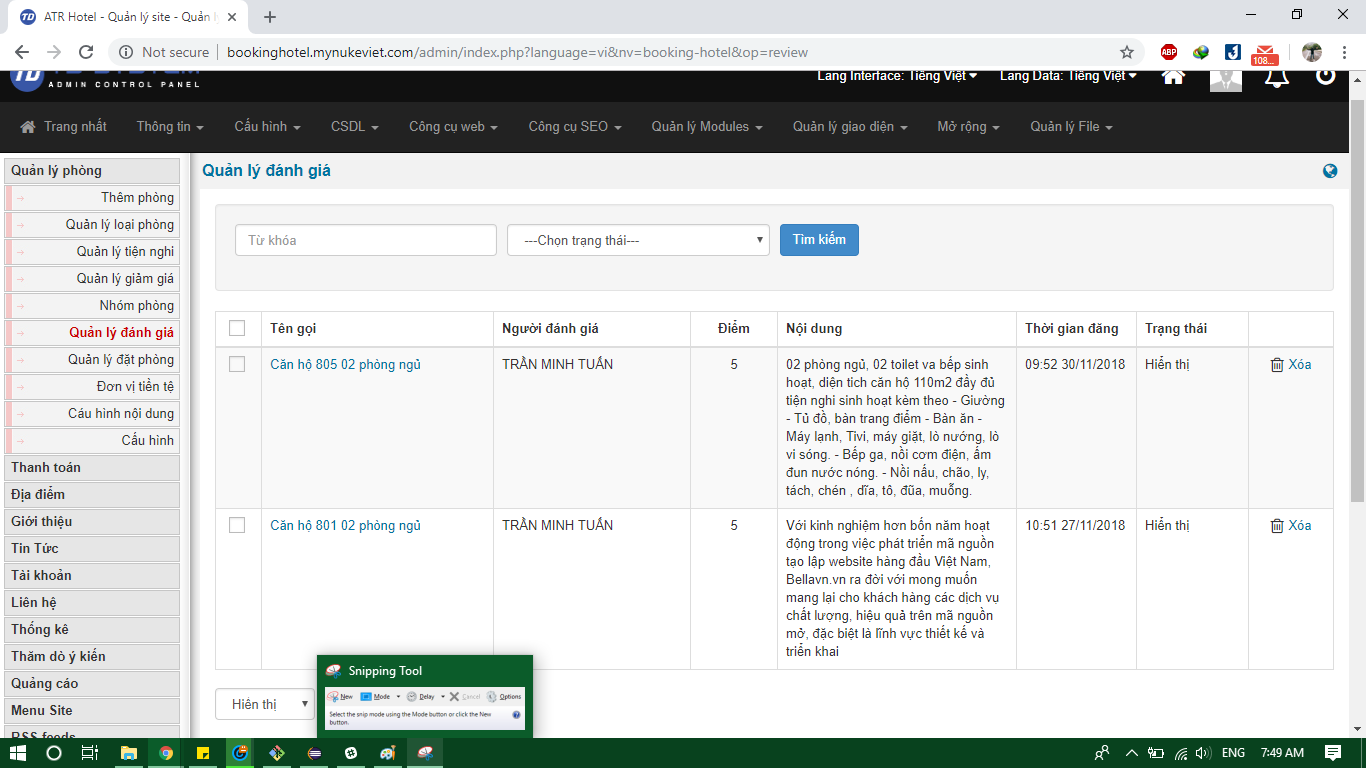 ATR Hotel - Quản lý site - Quản
Not secure
bookinghotel.mynukeviet.com/admin/index.php?language=vi&nv=booking-hotel&op=review
ABP
108...
TD
ADMIN CONTROL PANEL
Lang Interface: Tiếng Việt
Lang Data: Tiếng Việt
Trang nhất
Thông tin
Cấu hình
CSDL
Công cụ web
Công cụ SEO
Quản lý Modules
Quản lý giao diện
Mở rộng
Quản lý File
Quản lý phòng
Thêm phòng
Quản lý loại phòng
Quản lý tiện nghi
Quản lý giảm giá
Nhóm phòng
Quản lý đánh giá
Quản lý đặt phòng
Đơn vị tiền tệ
Cáu hình nội dung
Cấu hình
Thanh toán
Địa điểm
Giới thiệu
Tin Tức
Tài khoản
Liên hệ
Thống kê
Thăm dò ý kiến
Quảng cáo
Menu Site
RSS feeds
Quản lý đánh giá
Từ khóa
---Chọn trạng thái---
Tìm kiếm
Tên gọi
Người đánh giá
Điểm
Nội dung
Thời gian đăng
Trạng thái
Căn hộ 805 02 phòng ngủ
TRẦN MINH TUẤN
5
02 phòng ngủ, 02 toilet va bếp sinh
hoạt, diện tích căn hộ 110m2 đầy đủ
tiện nghi sinh hoạt kèm theo - Giường
- Tủ đồ, bàn trang điểm - Bàn ăn -
Máy lạnh, Tivi, máy giặt, lò nướng, lò
vi sóng. - Bếp ga, nồi cơm điện, ấm
đun nước nóng. - Nồi nấu, chão, ly,
tách, chén , dĩa, tô, đũa, muỗng.
09:52 30/11/2018
Hiển thị
Xóa
Căn hộ 801 02 phòng ngủ
TRẦN MINH TUẤN
5
Với kinh nghiệm hơn bốn năm hoạt
động trong việc phát triển mã nguồn
tạo lập website hàng đầu Việt Nam,
Bellavn.vn ra đời với mong muốn
mang lại cho khách hàng các dịch vụ
chất lượng, hiệu quả trên mã nguồn
mở, đặc biệt là lĩnh vực thiết kế và
triển khai
10:51 27/11/2018
Hiển thị
Xóa
Hiên thị
Snipping Tool
New
Mode
Delay
Cancel
Options
Select the snip mode using the Mode button or click the New
button.
ENG
7:49 AM